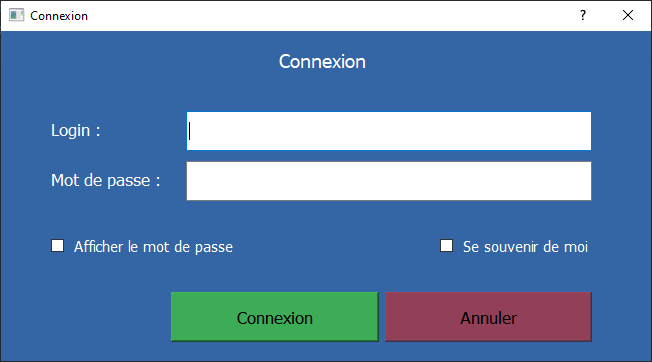 Connexion
Connexion
Login :
Mot de passe :
Afficher le mot de passe Se souvenir de moi
Connexion Annuler